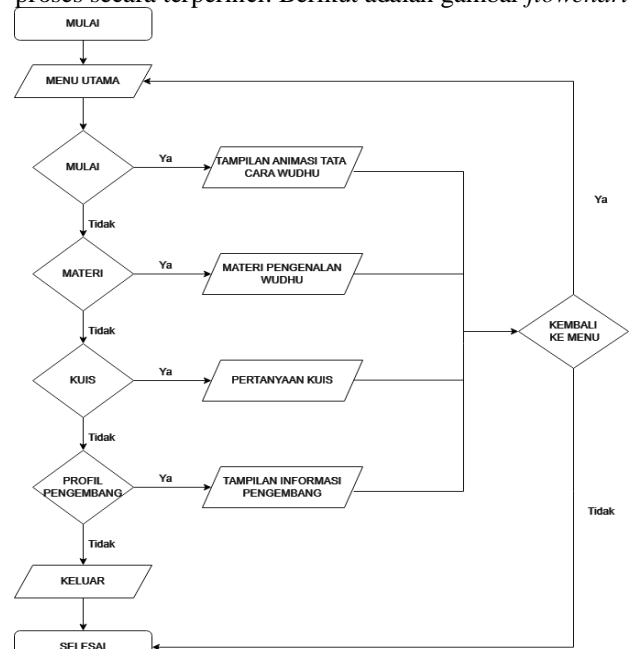 proses secara terperinci. Berikut adalah gambar flowchart
MULAI
MENU UTAMA
MULAI
Ya
TAMPILAN ANIMASI TATA
CARA WUDHU
Tidak
Ya
MATERI
Ya
MATERI PENGENALAN
WUDHU
Tidak
KEMBALI
KE MENU
KUIS
Ya
PERTANYAAN KUIS
Tidak
PROFIL
PENGEMBANG
Ya
TAMPILAN INFORMASI
PENGEMBANG
Tidak
Tidak
KELUAR
SELESAI